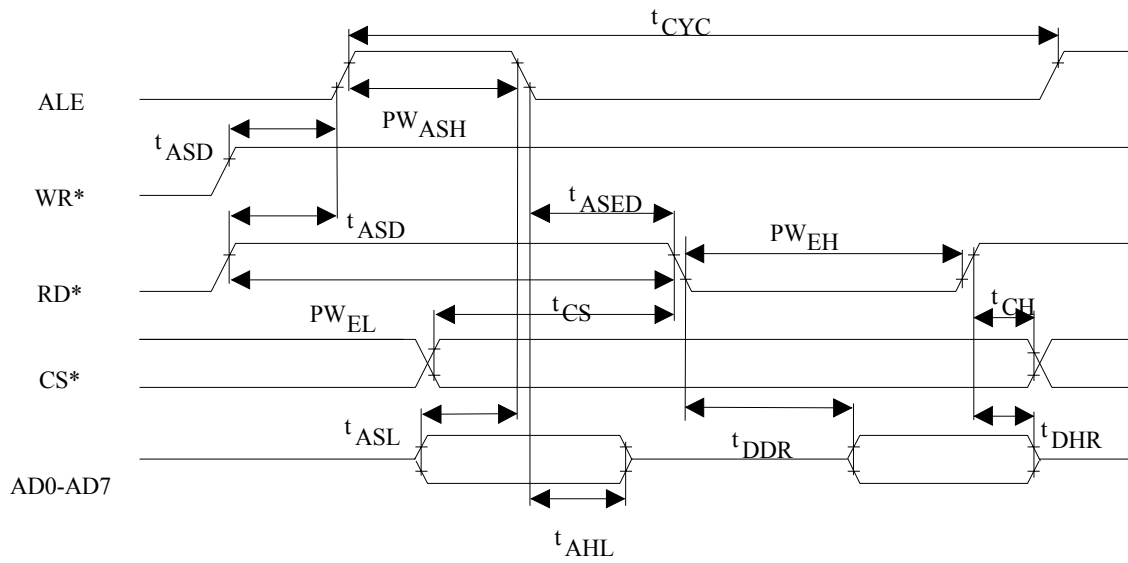 tCYC
ALE
PWASH
tASD
WR*
tASED
tASD
PWEH
RD*
tCS
tCH
PWEL
CS*
tASL
tDDR
tDHR
AD0-AD7
tAHL